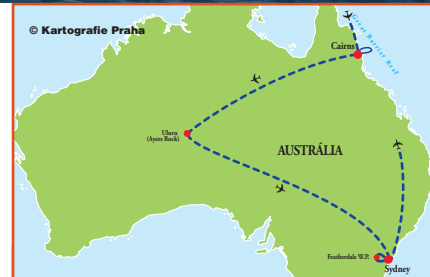 © Kartografie Praha
Great Barrier Reef
Cairns
Uluru
(Ayers Rock)
AUSTRÁLIA
Featherdale W.P.
Sydney